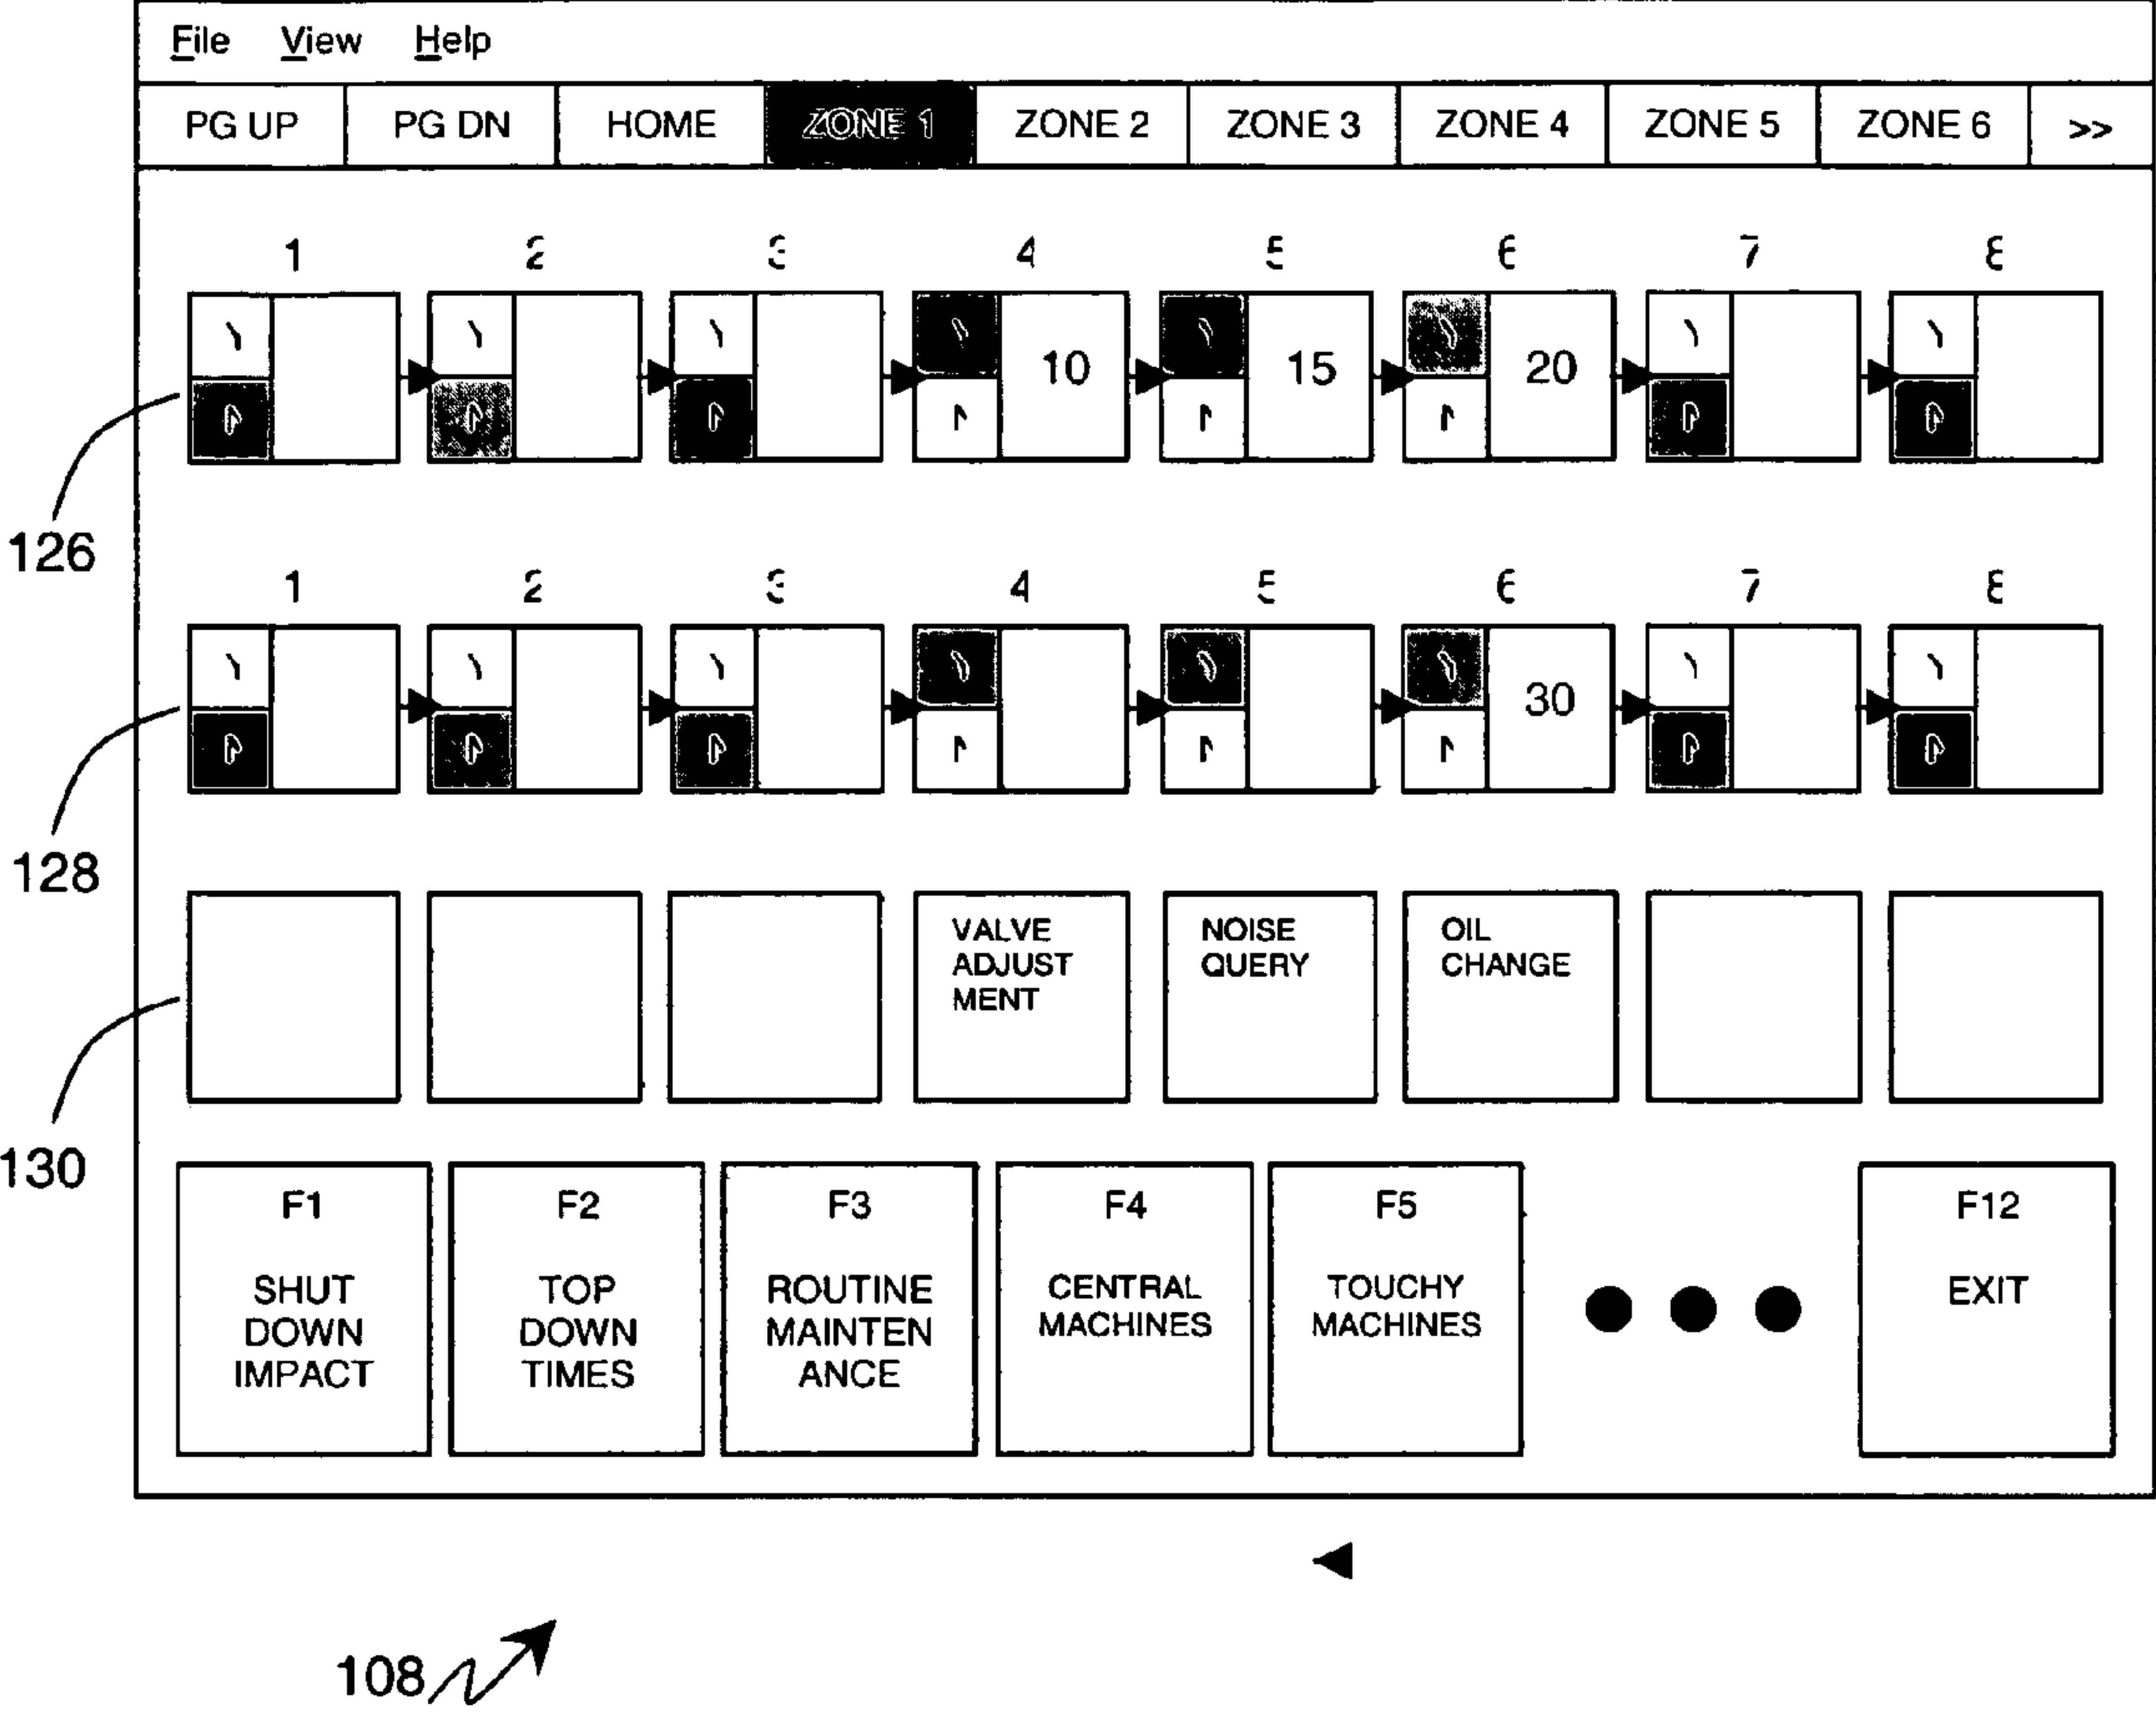 File View Help
PG UP PG DN HOME ZONE 1 ZONE 2 ZONE 3 ZONE 4 ZONE 5 ZONE 6 >>
1 2 3 4 5 6 7 8
10 15 20
126
1 2 3 4 5 6 7 8
30
128
VALVE
ADJUST
MENT
NOISE
QUERY
OIL
CHANGE
130
F1
SHUT
DOWN
IMPACT
F2
TOP
DOWN
TIMES
F3
ROUTINE
MAINTEN
ANCE
F4
CENTRAL
MACHINES
F5
TOUCHY
MACHINES
F12
EXIT
108